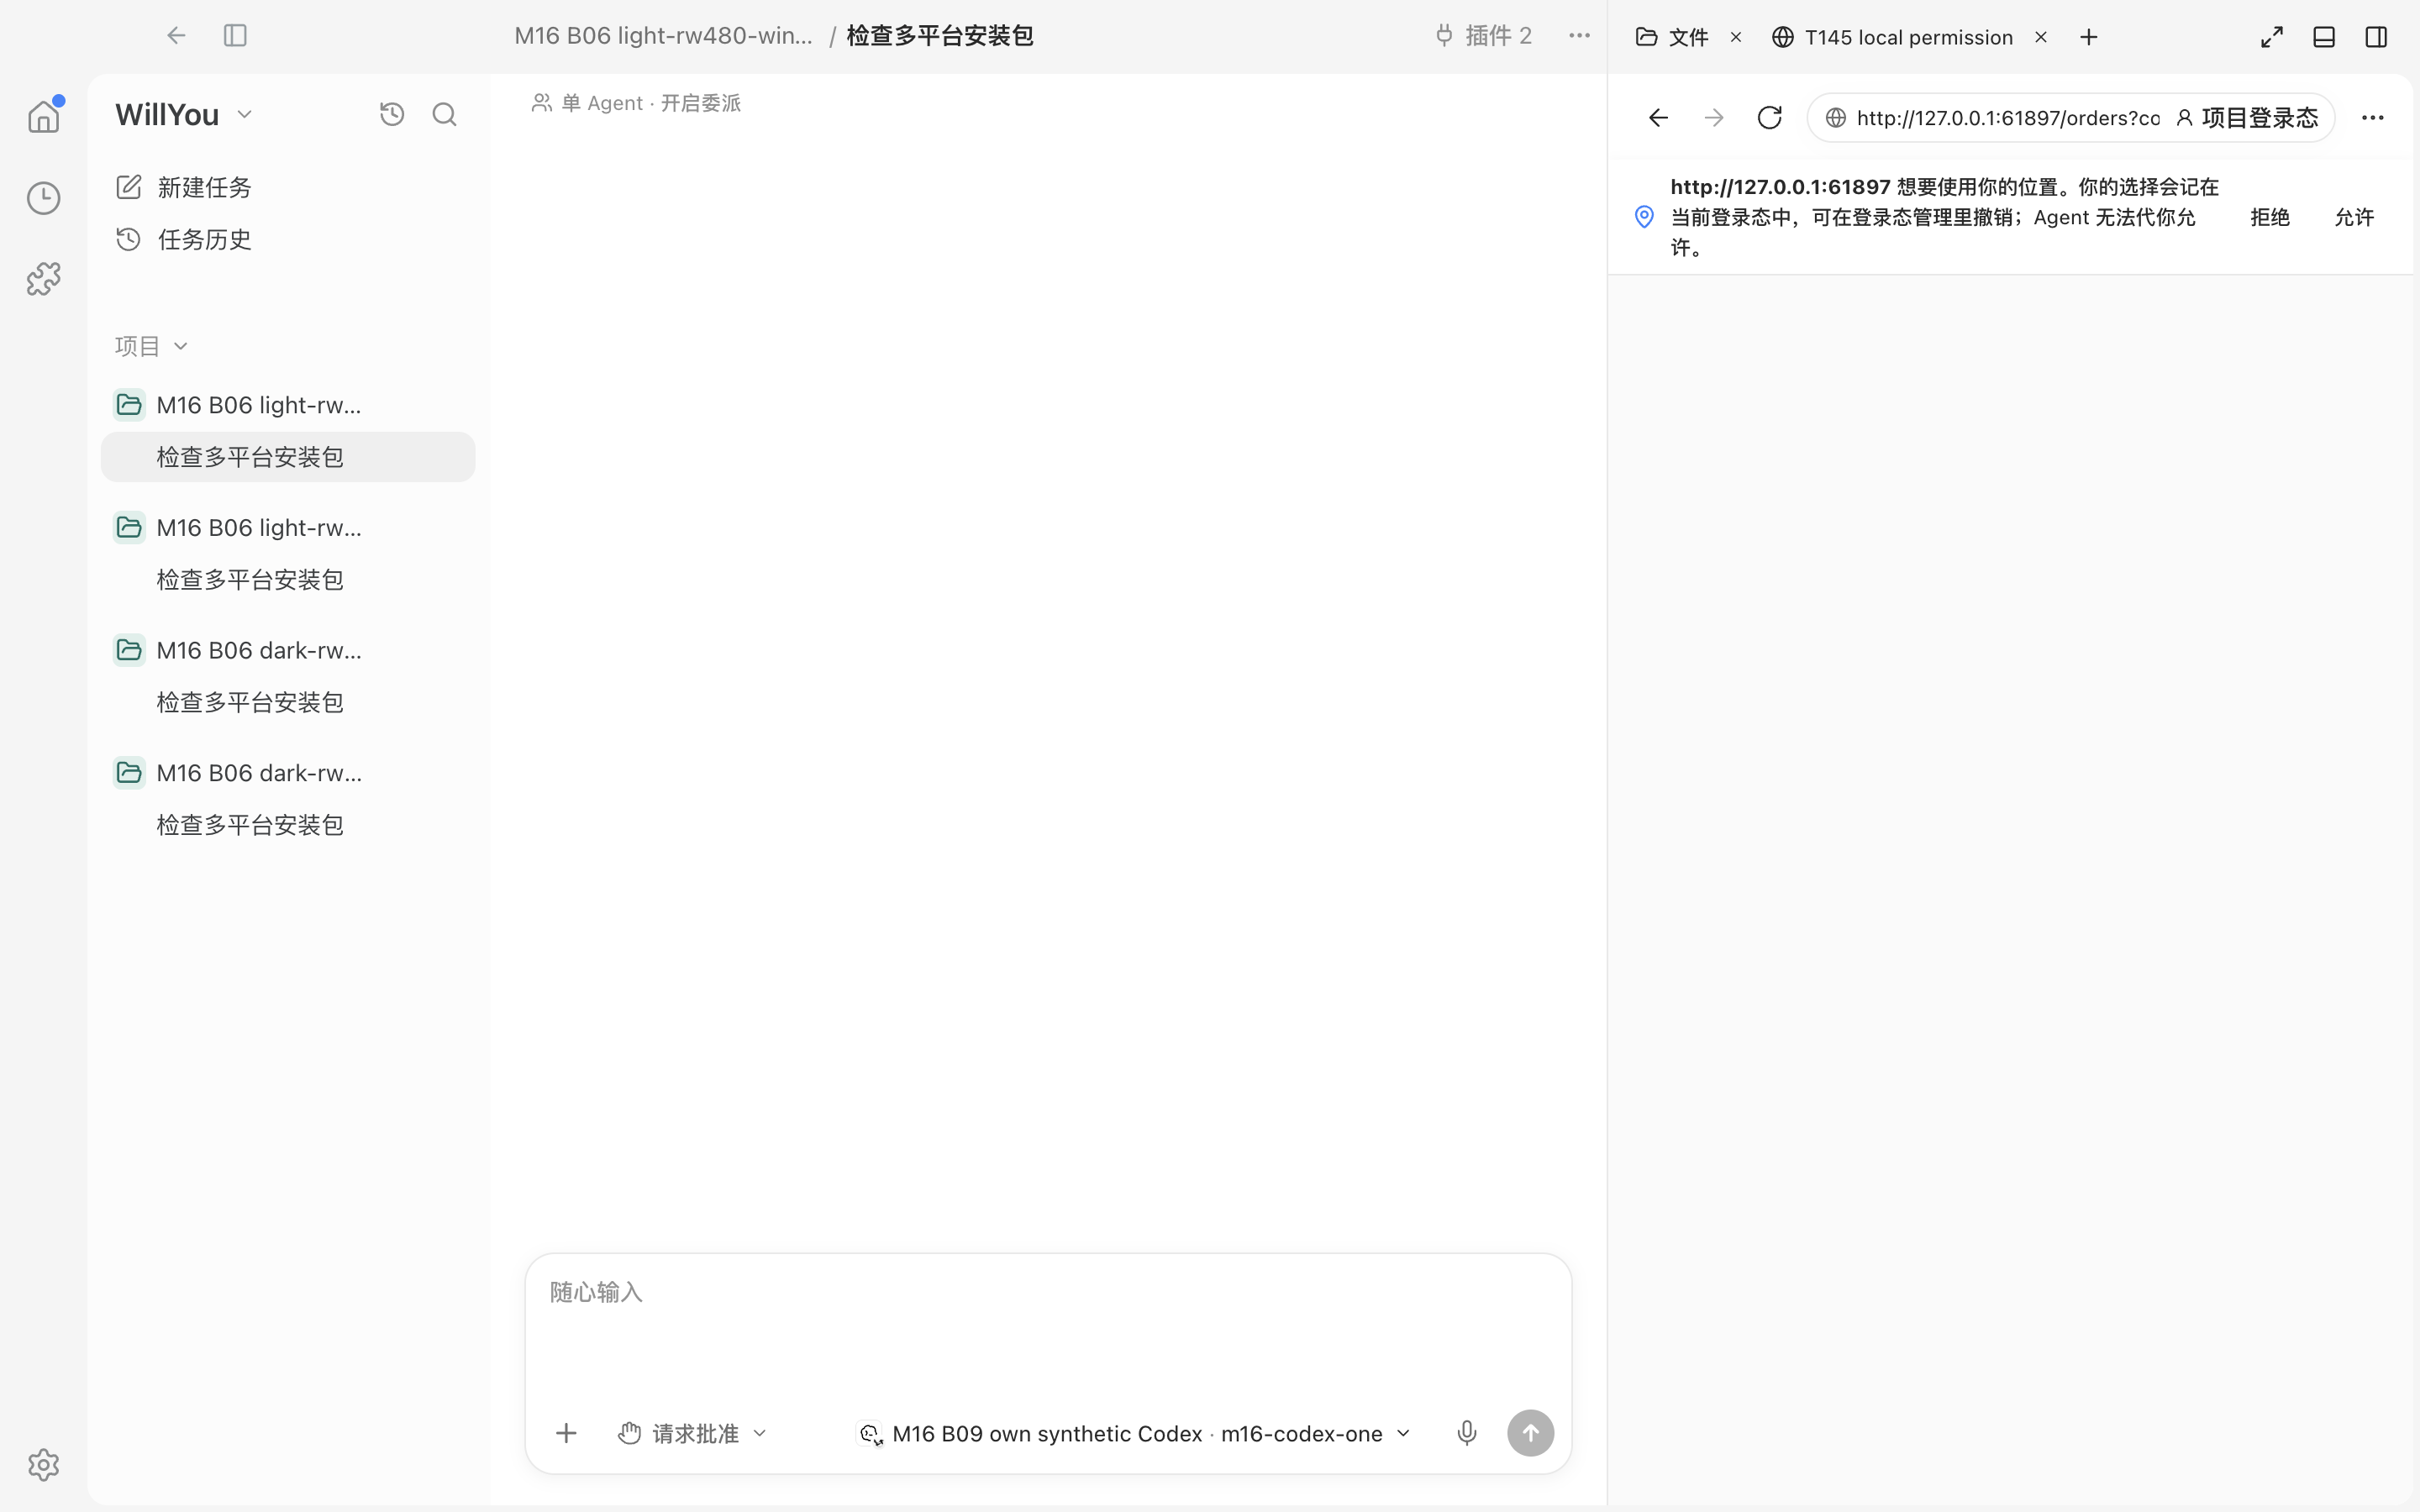 M16 B06 light-rw480-win... / 检查多平台安装包
插件 2
文件
T145 local permission
WillYou
新建任务
任务历史
项目
M16 B06 light-rw...
检查多平台安装包
M16 B06 light-rw...
检查多平台安装包
M16 B06 dark-rw...
检查多平台安装包
M16 B06 dark-rw...
检查多平台安装包
单 Agent · 开启委派
随心输入
请求批准
M16 B09 own synthetic Codex · m16-codex-one
http://127.0.0.1:61897/orders?co
项目登录态
http://127.0.0.1:61897 想要使用你的位置。你的选择会记在
当前登录态中，可在登录态管理里撤销；Agent 无法代你允
许。
拒绝
允许